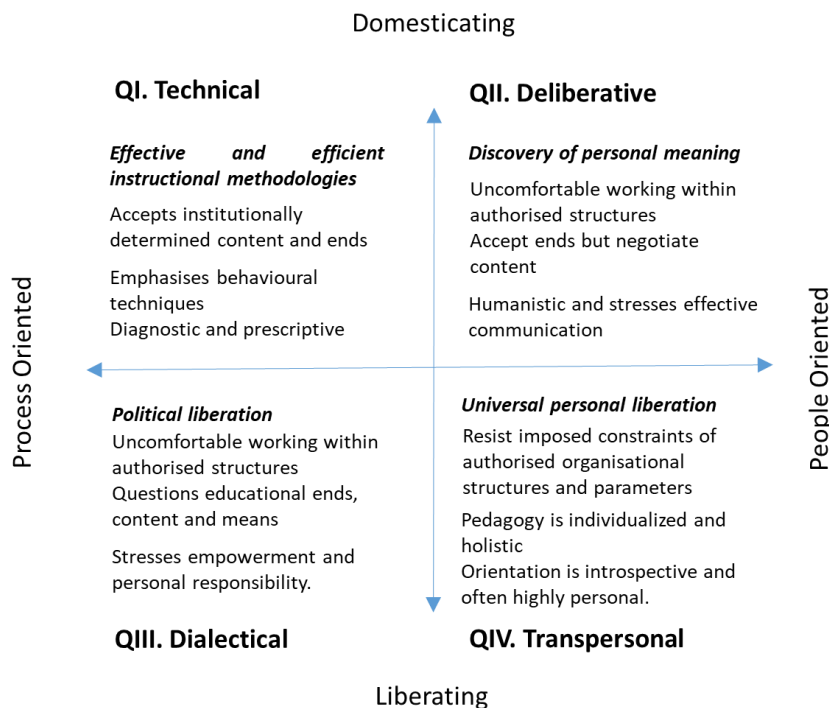 Domesticating
QI. Technical
Effective and efficient
instructional methodologies
Accepts institutionally
determined content and ends
Emphasises behavioural
techniques
Diagnostic and prescriptive
QII. Deliberative
Discovery of personal meaning
Uncomfortable working within
authorised structures
Accept ends but negotiate
content
Humanistic and stresses effective
communication
Process Oriented
People Oriented
Political liberation
Uncomfortable working within
authorised structures
Questions educational ends,
content and means
Stresses empowerment and
personal responsibility.
QIII. Dialectical
Universal personal liberation
Resist imposed constraints of
authorised organisational
structures and parameters
Pedagogy is individualized and
holistic
Orientation is introspective and
often highly personal.
QIV. Transpersonal
Liberating